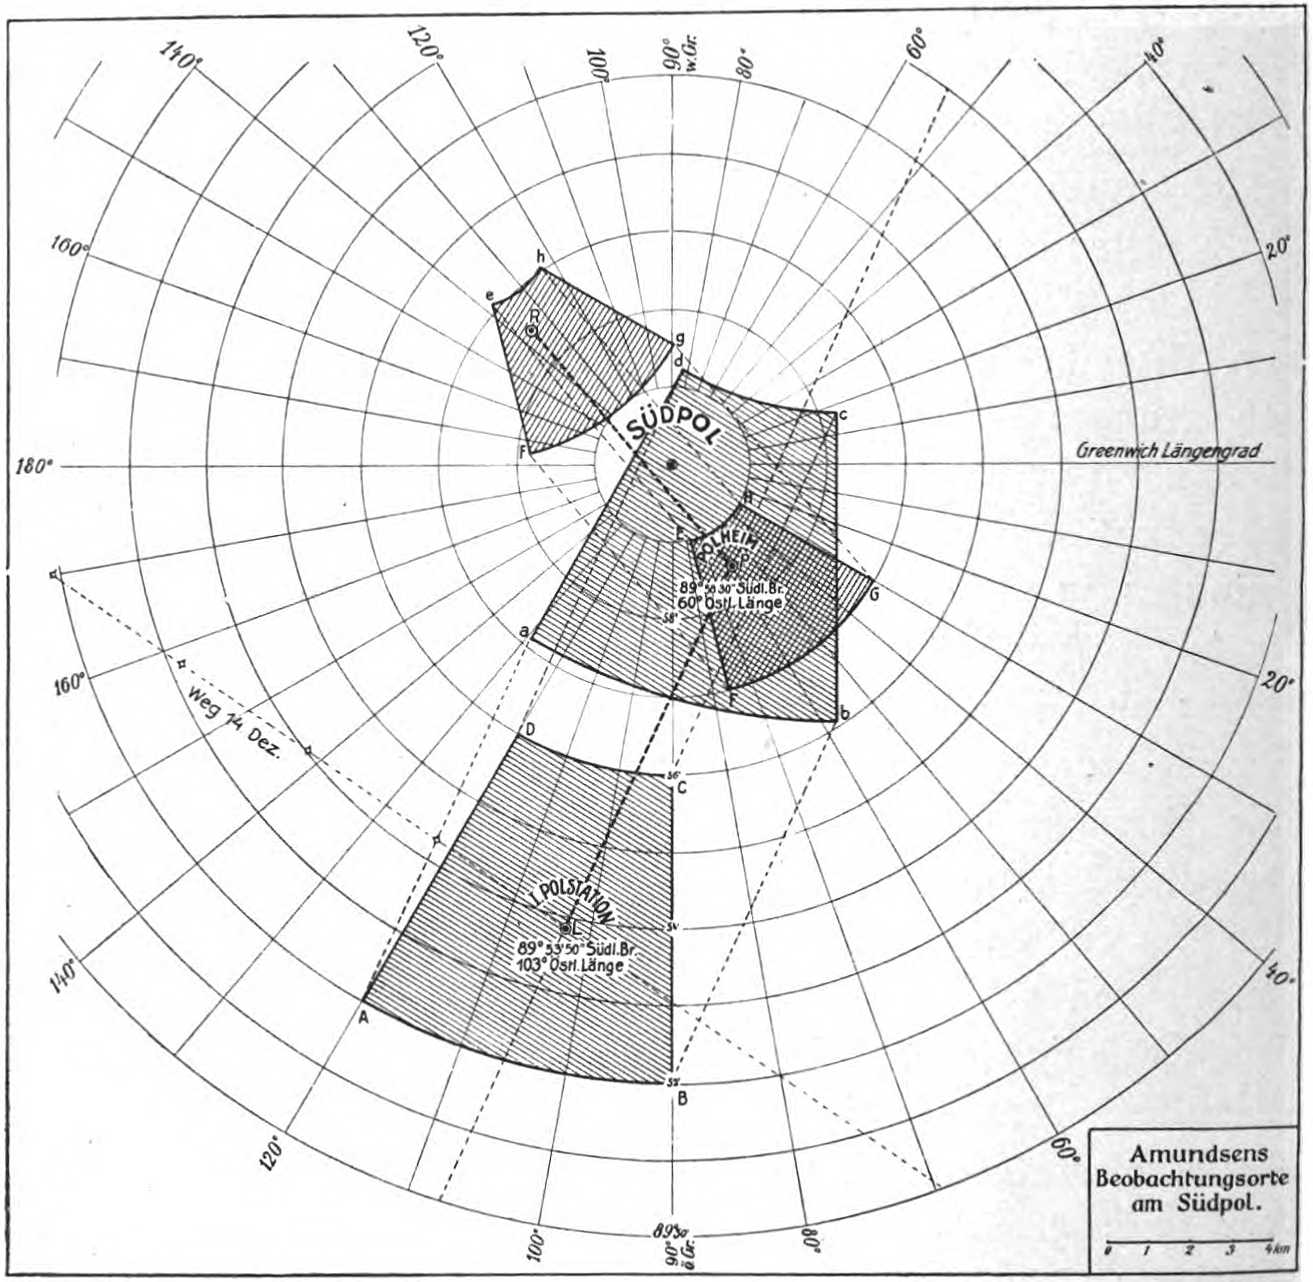 140°
120°
100°
90°
w.Gr.
80°
60°
40°
160°
20°
h
e
R
g
d
F
c
SÜDPOL
Greenwich Längengrad
180°
H
E
POLHEIM
P
89° 58' 30" Südl.Br.
60° Östl. Länge
G
58'
a
F
b
160°
20°
Weg 14. Dez.
D
56'
C
I. POLSTATION
L
54'
89° 53' 50" Südl.Br.
103° Östl. Länge
140°
40°
A
52'
B
120°
60°
100°
89°50'
90°
ö.Gr.
80°
Amundsens
Beobachtungsorte
am Südpol.
0 1 2 3 4 km